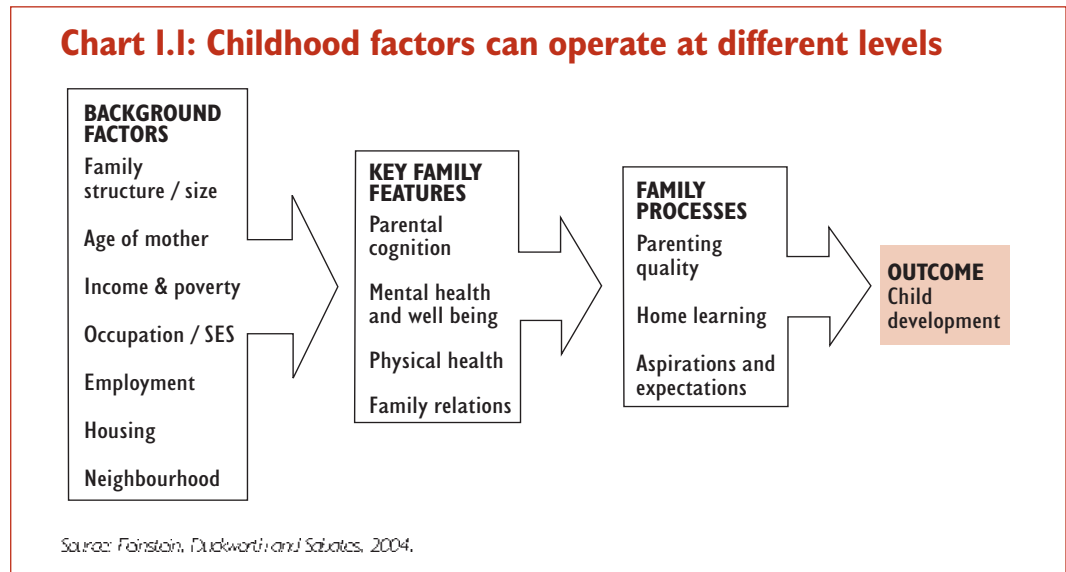 Chart 1.1: Childhood factors can operate at different levels
BACKGROUND
FACTORS
Family
structure / size
Age of mother
Income & poverty
Occupation / SES
Employment
Housing
Neighbourhood
KEY FAMILY
FEATURES
Parental
cognition
Mental health
and well being
Physical health
Family relations
FAMILY
PROCESSES
Parenting
quality
Home learning
Aspirations and
expectations
OUTCOME
Child
development
Source: Feinstein, Duckworth and Sabates, 2004.